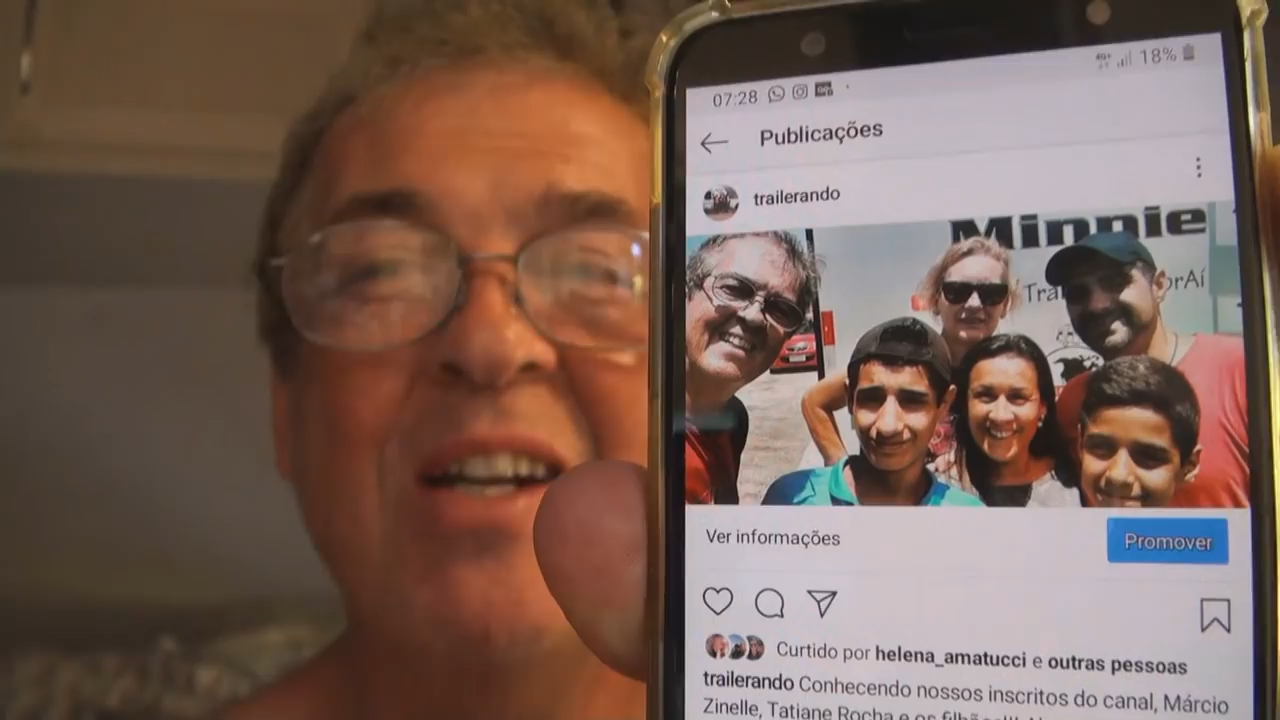 07:28 4G+ 18%
Publicações
trailerando
Minnie
Ver informações
Promover
Curtido por helena_amatucci e outras pessoas
trailerando Conhecendo nossos inscritos do canal, Márcio
Zinelle, Tatiane Rocha e os